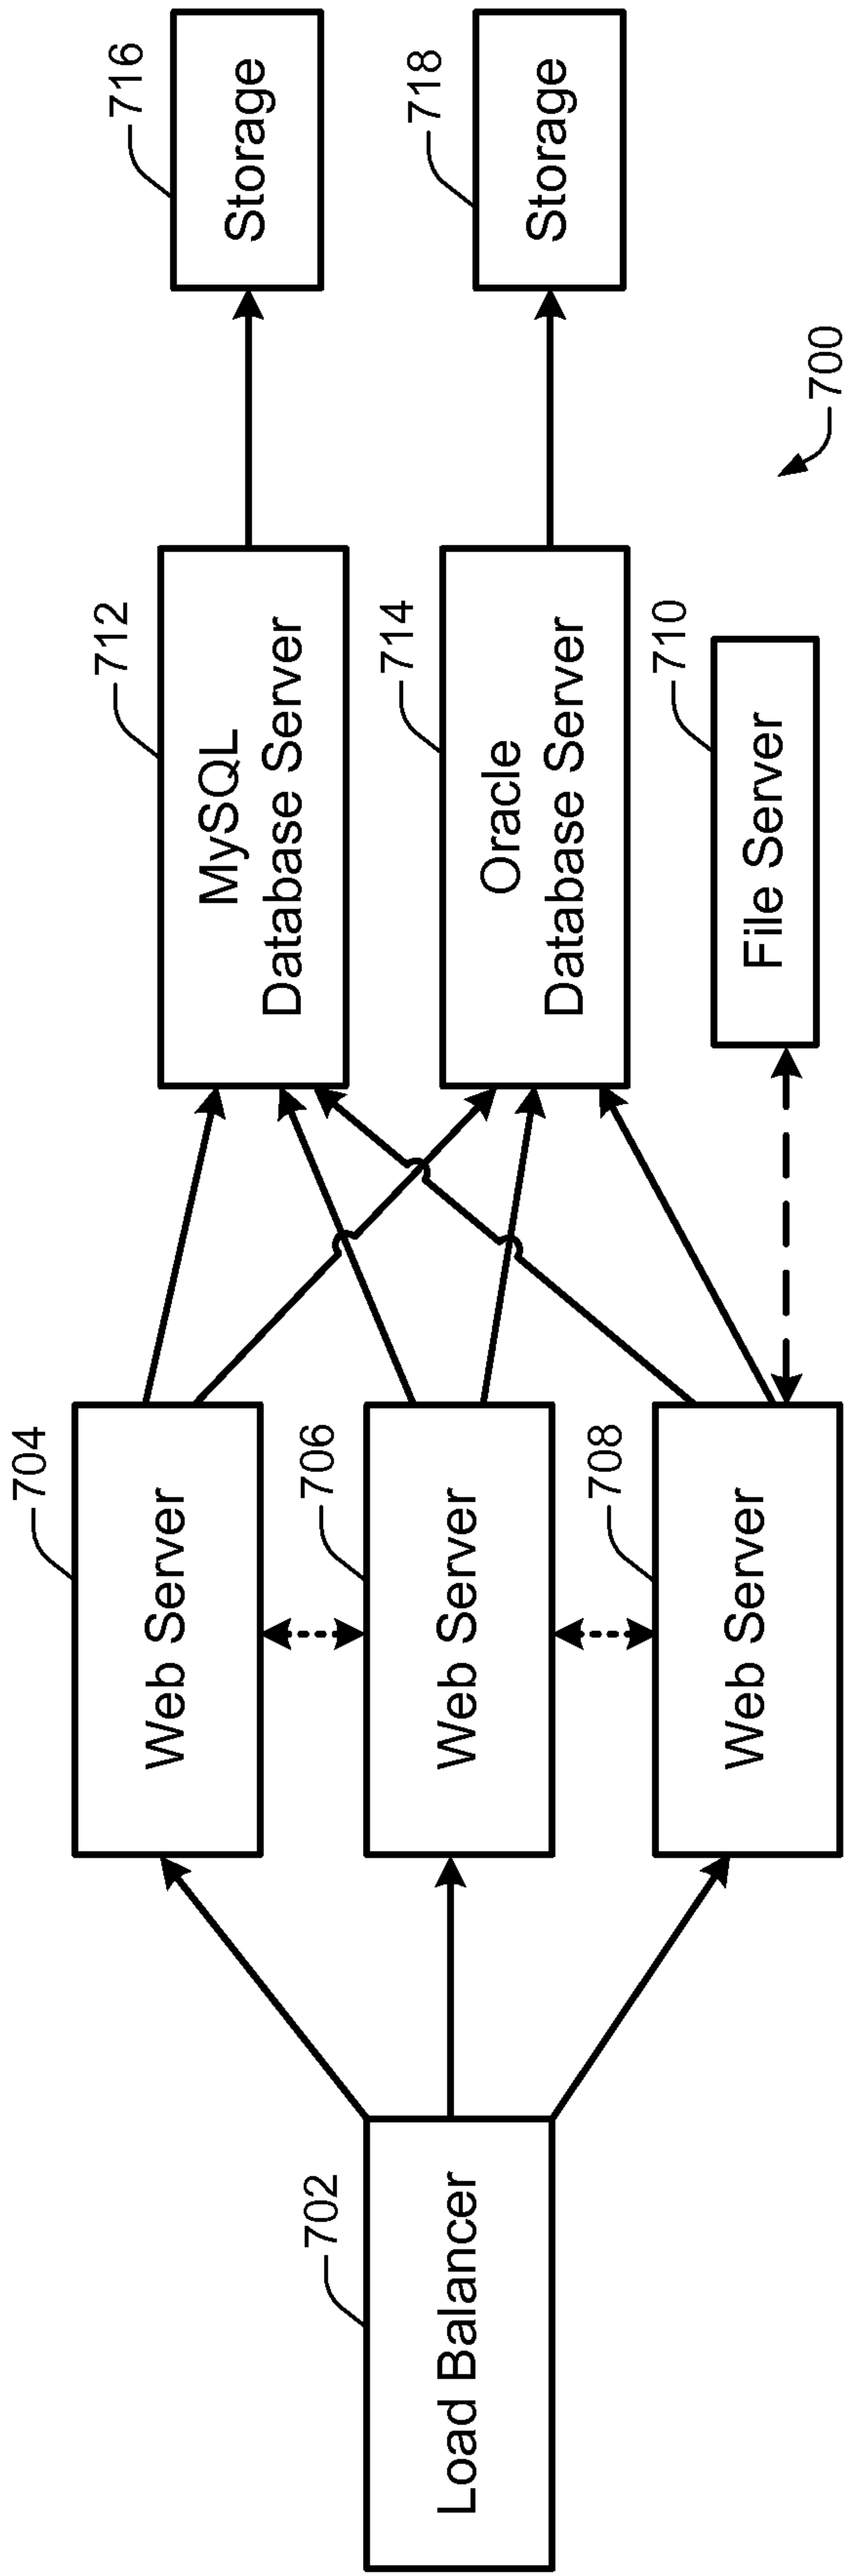 702
Load Balancer
704
Web Server
706
Web Server
708
Web Server
712
MySQL
Database Server
714
Oracle
Database Server
710
File Server
716
Storage
718
Storage
700